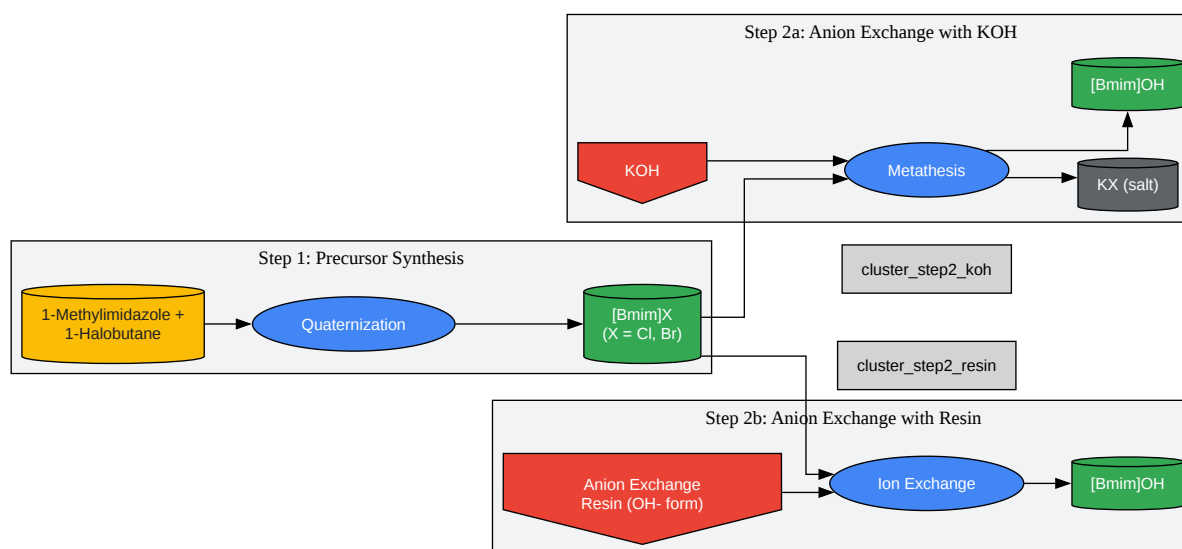 Step 2a: Anion Exchange with KOH
[Bmim]OH
KOH
Metathesis
KX (salt)
Step 1: Precursor Synthesis
1-Methylimidazole +
1-Halobutane
Quaternization
[Bmim]X
(X = Cl, Br)
cluster_step2_koh
cluster_step2_resin
Step 2b: Anion Exchange with Resin
Anion Exchange
Resin (OH- form)
Ion Exchange
[Bmim]OH